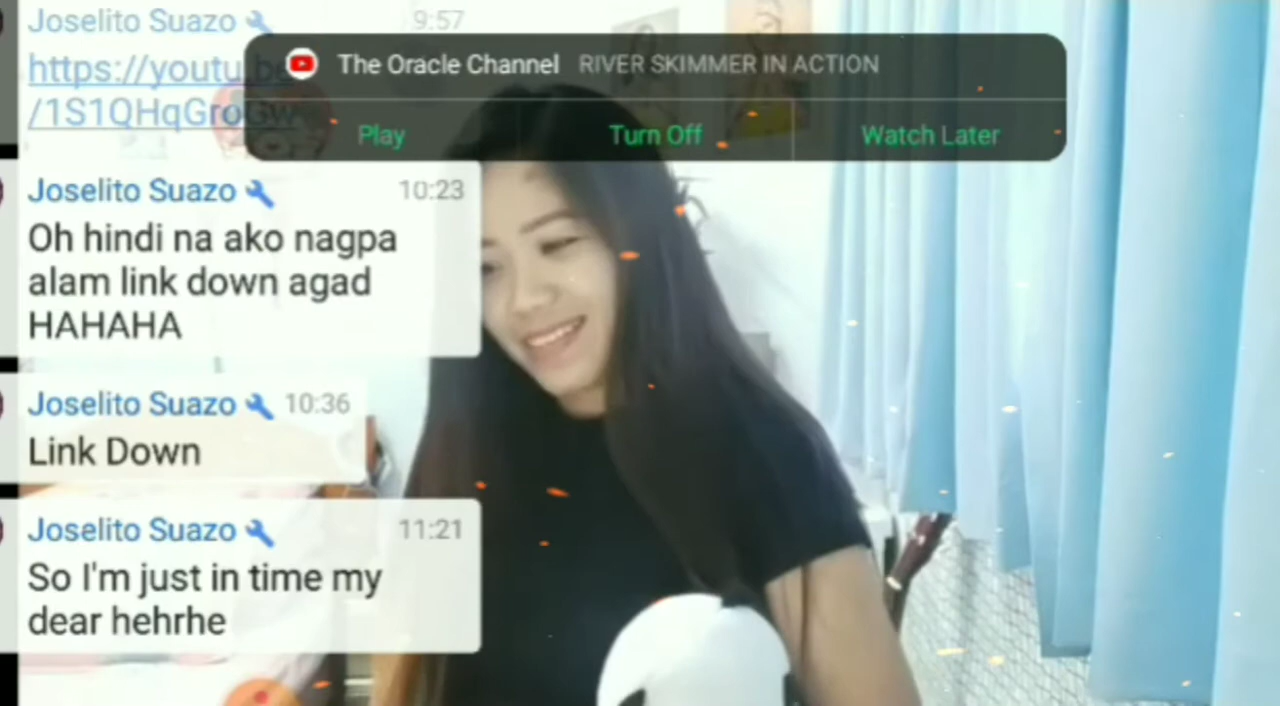 Joselito Suazo 9:57
https://youtu.be
/1S1QHqGroGw
The Oracle Channel RIVER SKIMMER IN ACTION
Play Turn Off Watch Later
Joselito Suazo 10:23
Oh hindi na ako nagpa
alam link down agad
HAHAHA
Joselito Suazo 10:36
Link Down
Joselito Suazo 11:21
So I'm just in time my
dear hehrhe